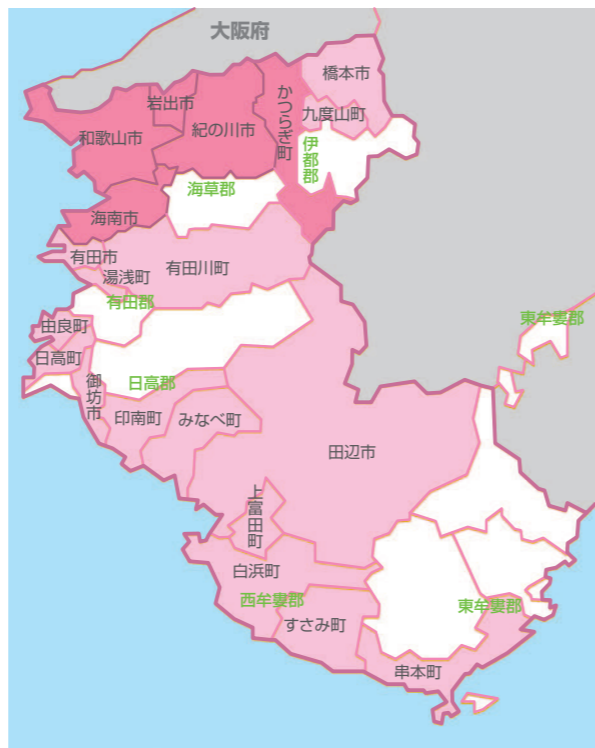 大阪府
橋本市
岩出市
かつらぎ町
九度山町
和歌山市
紀の川市
伊都郡
海草郡
海南市
有田市
有田川町
湯浅町
有田郡
東牟婁郡
由良町
日高町
御坊市
日高郡
印南町
みなべ町
田辺市
上富田町
白浜町
西牟婁郡
東牟婁郡
すさみ町
串本町